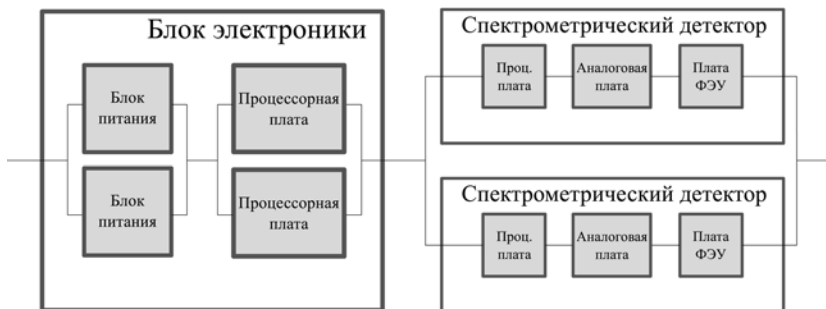 Блок электроники
Блок
питания
Процессорная
плата
Блок
питания
Процессорная
плата
Спектрометрический детектор
Проц.
плата
Аналоговая
плата
Плата
ФЭУ
Спектрометрический детектор
Проц.
плата
Аналоговая
плата
Плата
ФЭУ